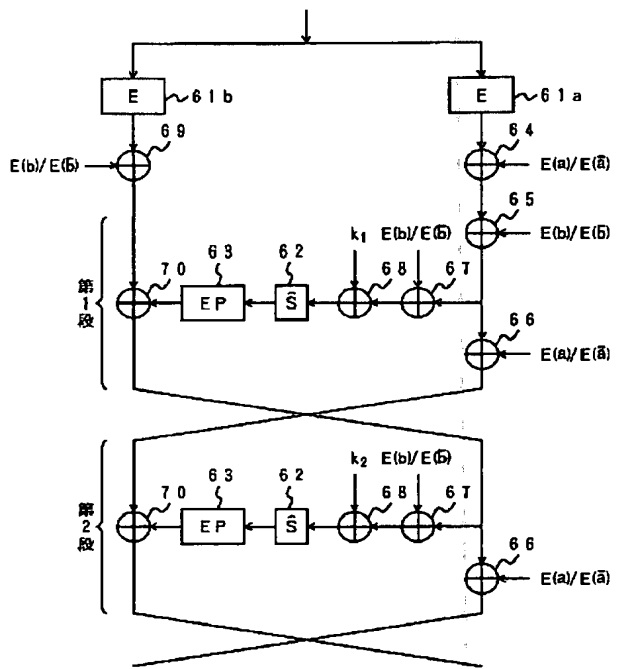 E
61b
E
61a
69
E(b)/E(b̅)
64
E(a)/E(a̅)
65
E(b)/E(b̅)
第1段
70
63
EP
62
Ŝ
k₁ E(b)/E(b̅)
68
67
66
E(a)/E(a̅)
第2段
70
63
EP
62
Ŝ
k₂ E(b)/E(b̅)
68
67
66
E(a)/E(a̅)